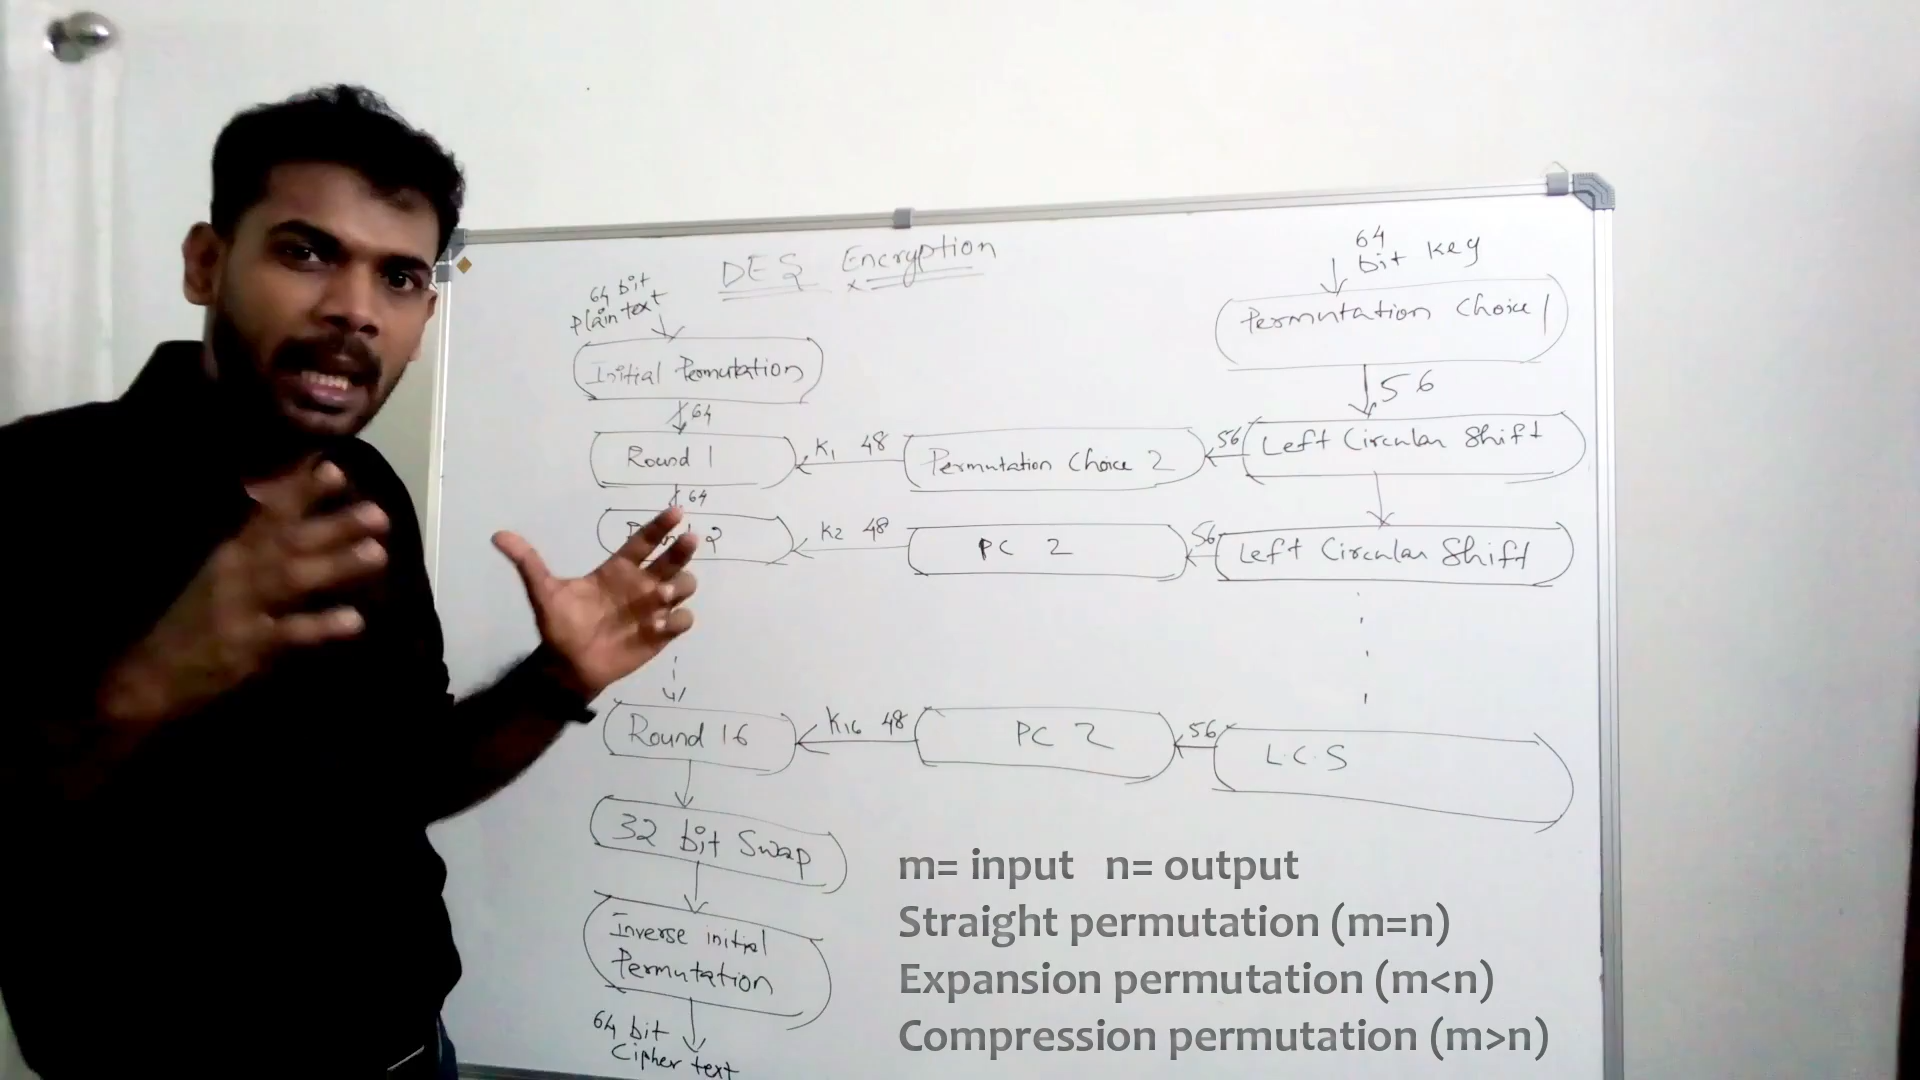 DES Encryption
64 bit
Plain text
Initial Permutation
64
Round 1
K1 48
Permutation Choice 2
56
Left Circular Shift
64
bit key
Permutation Choice 1
56
64
2
K2 48
PC 2
56
Left Circular Shift
Round 16
K16 48
PC 2
56
L.C.S
32 bit Swap
Inverse initial
Permutation
64 bit
Cipher text
m= input n= output
Straight permutation (m=n)
Expansion permutation (m<n)
Compression permutation (m>n)